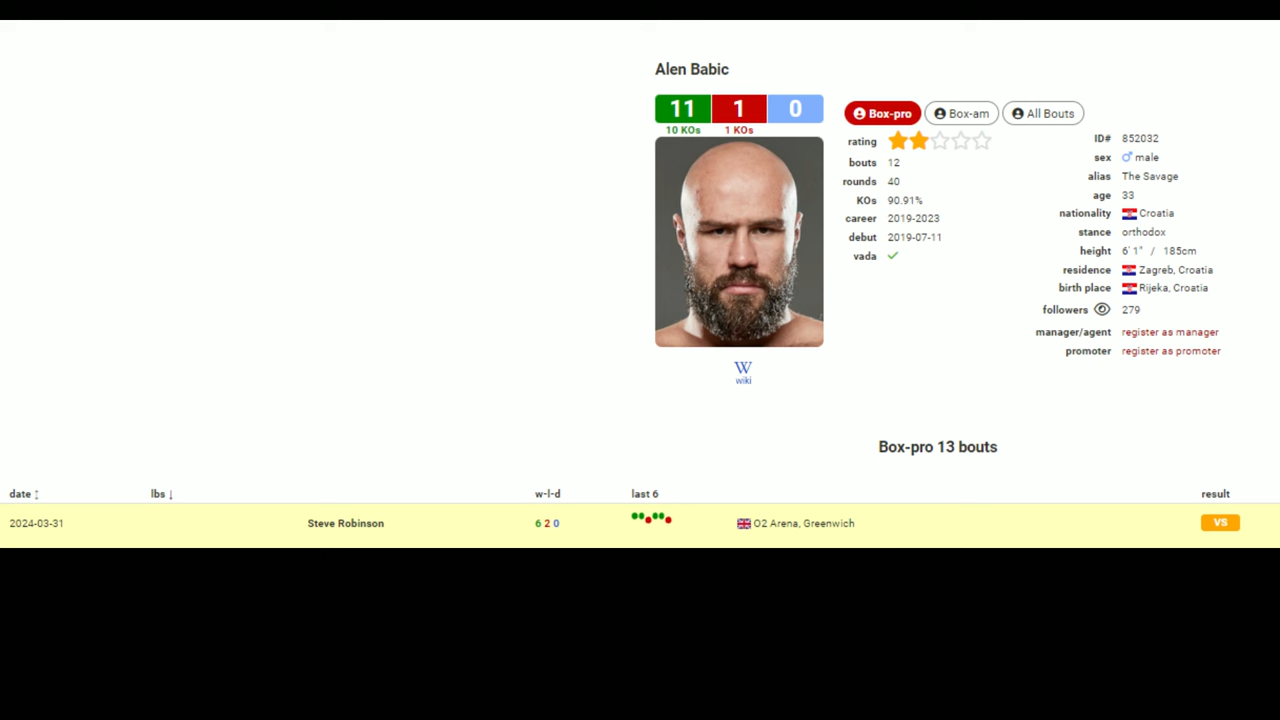 Alen Babic
11 1 0
10 KOs 1 KOs
Box-pro Box-am All Bouts
rating
bouts 12
rounds 40
KOs 90.91%
career 2019-2023
debut 2019-07-11
vada
ID# 852032
sex male
alias The Savage
age 33
nationality Croatia
stance orthodox
height 6' 1" / 185cm
residence Zagreb, Croatia
birth place Rijeka, Croatia
followers 279
manager/agent register as manager
promoter register as promoter
W
wiki
Box-pro 13 bouts
date lbs w-l-d last 6 result
2024-03-31 Steve Robinson 6 2 0 O2 Arena, Greenwich VS